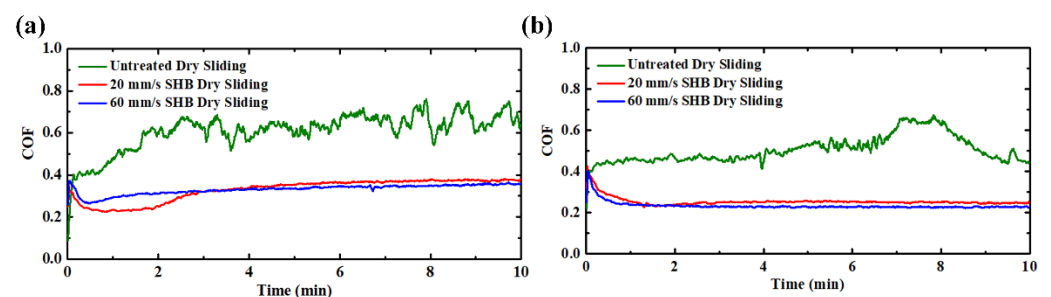 (a)
1.0
0.8
0.6
0.4
0.2
0.0
COF
Untreated Dry Sliding
20 mm/s SHB Dry Sliding
60 mm/s SHB Dry Sliding
0
2
4
6
8
10
Time (min)
(b)
1.0
0.8
0.6
0.4
0.2
0.0
COF
Untreated Dry Sliding
20 mm/s SHB Dry Sliding
60 mm/s SHB Dry Sliding
0
2
4
6
8
10
Time (min)